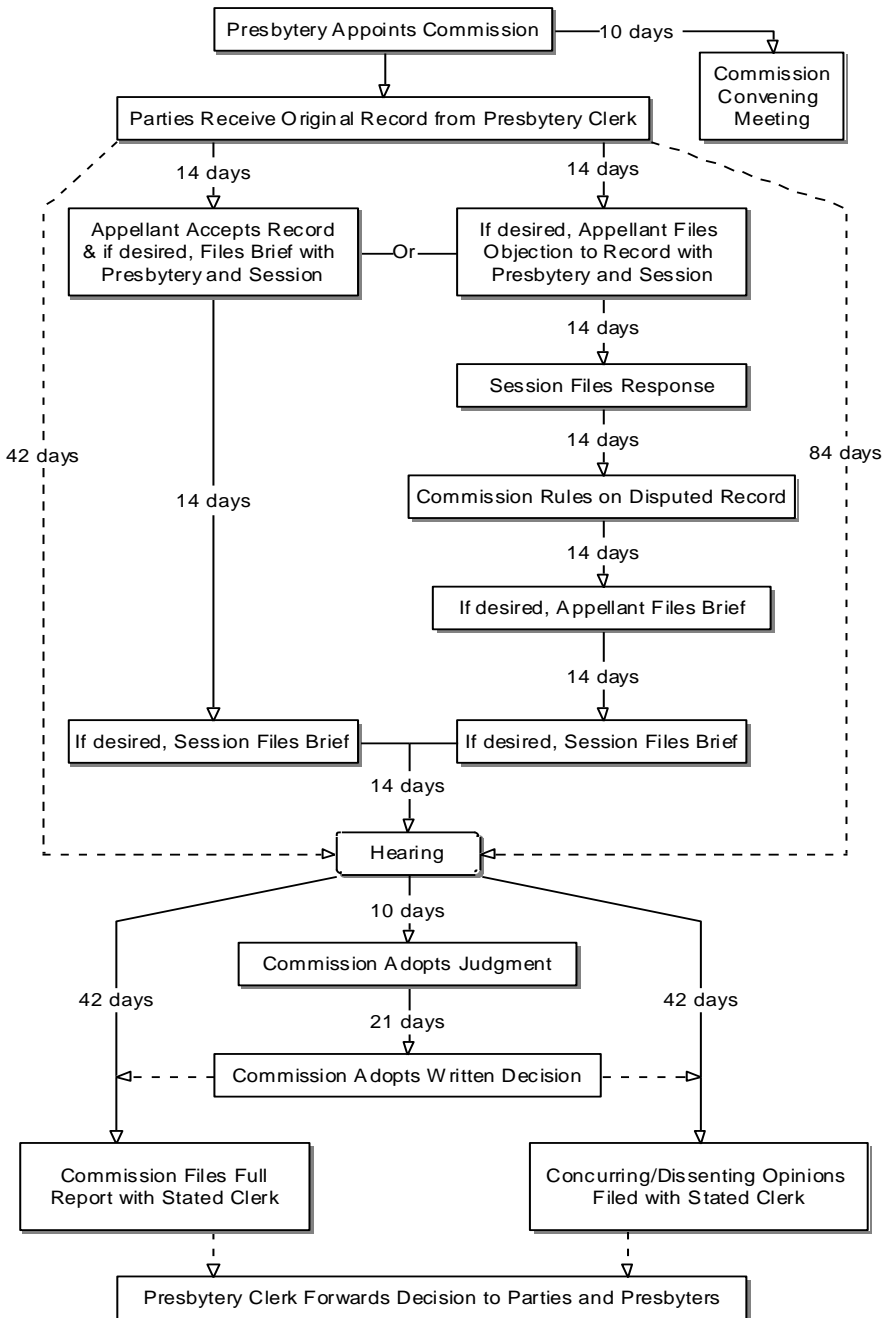 Presbytery Appoints Commission
10 days
Commission
Convening
Meeting
Parties Receive Original Record from Presbytery Clerk
14 days
14 days
Appellant Accepts Record
& if desired, Files Brief with
Presbytery and Session
Or
If desired, Appellant Files
Objection to Record with
Presbytery and Session
14 days
Session Files Response
14 days
42 days
84 days
Commission Rules on Disputed Record
14 days
14 days
If desired, Appellant Files Brief
14 days
If desired, Session Files Brief
If desired, Session Files Brief
14 days
Hearing
10 days
Commission Adopts Judgment
42 days
42 days
21 days
Commission Adopts Written Decision
Commission Files Full
Report with Stated Clerk
Concurring/Dissenting Opinions
Filed with Stated Clerk
Presbytery Clerk Forwards Decision to Parties and Presbyters